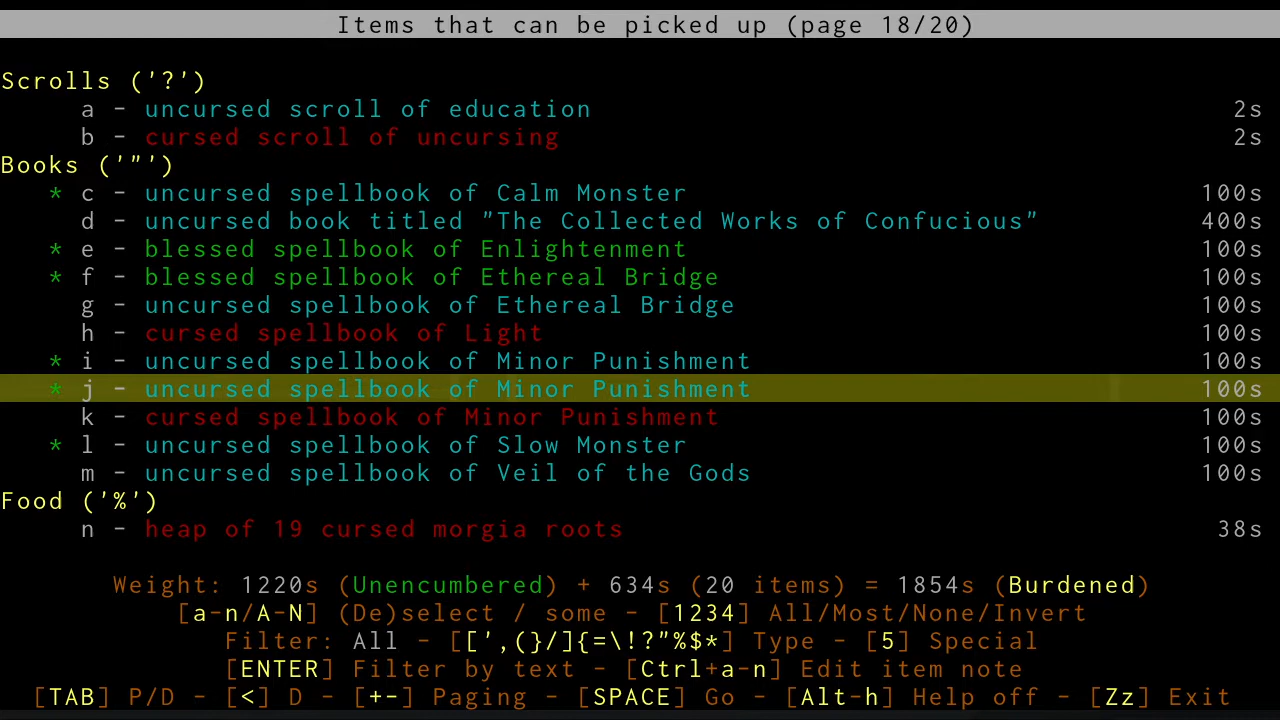 Items that can be picked up (page 18/20)
Scrolls ('?')
a - uncursed scroll of education 2s
b - cursed scroll of uncursing 2s
Books ('"')
* c - uncursed spellbook of Calm Monster 100s
d - uncursed book titled "The Collected Works of Confucious" 400s
* e - blessed spellbook of Enlightenment 100s
* f - blessed spellbook of Ethereal Bridge 100s
g - uncursed spellbook of Ethereal Bridge 100s
h - cursed spellbook of Light 100s
* i - uncursed spellbook of Minor Punishment 100s
* j - uncursed spellbook of Minor Punishment 100s
k - cursed spellbook of Minor Punishment 100s
* l - uncursed spellbook of Slow Monster 100s
m - uncursed spellbook of Veil of the Gods 100s
Food ('%')
n - heap of 19 cursed morgia roots 38s
Weight: 1220s (Unencumbered) + 634s (20 items) = 1854s (Burdened)
[a-n/A-N] (De)select / some - [1234] All/Most/None/Invert
Filter: All - [[',(}/]{=\!?"%$*] Type - [5] Special
[ENTER] Filter by text - [Ctrl+a-n] Edit item note
[TAB] P/D - [<] D - [+-] Paging - [SPACE] Go - [Alt-h] Help off - [Zz] Exit